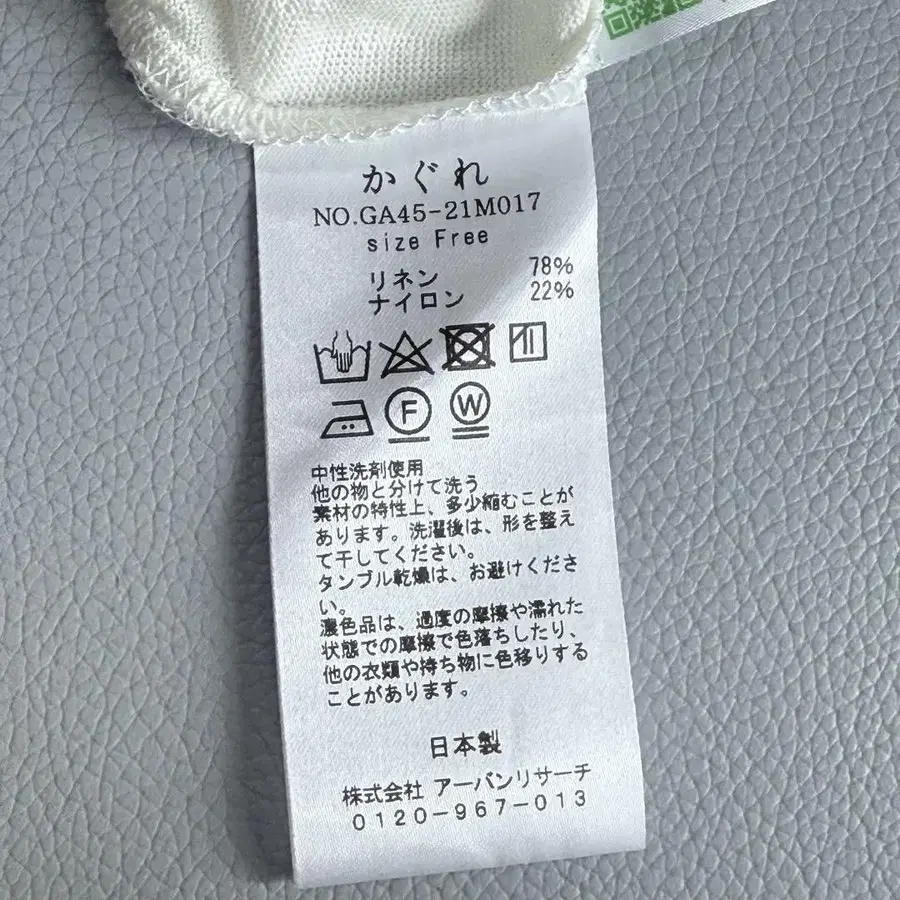 かぐれ
NO.GA45-21M017
size Free
リネン 78%
ナイロン 22%
F W
中性洗剤使用
他の物と分けて洗う
素材の特性上、多少縮むことが
あります。洗濯後は、形を整え
て干してください。
タンブル乾燥は、お避けくださ
い。
濃色品は、過度の摩擦や濡れた
状態での摩擦で色落ちしたり、
他の衣類や持ち物に色移りする
ことがあります。
日本製
株式会社 アーバンリサーチ
0120-967-013